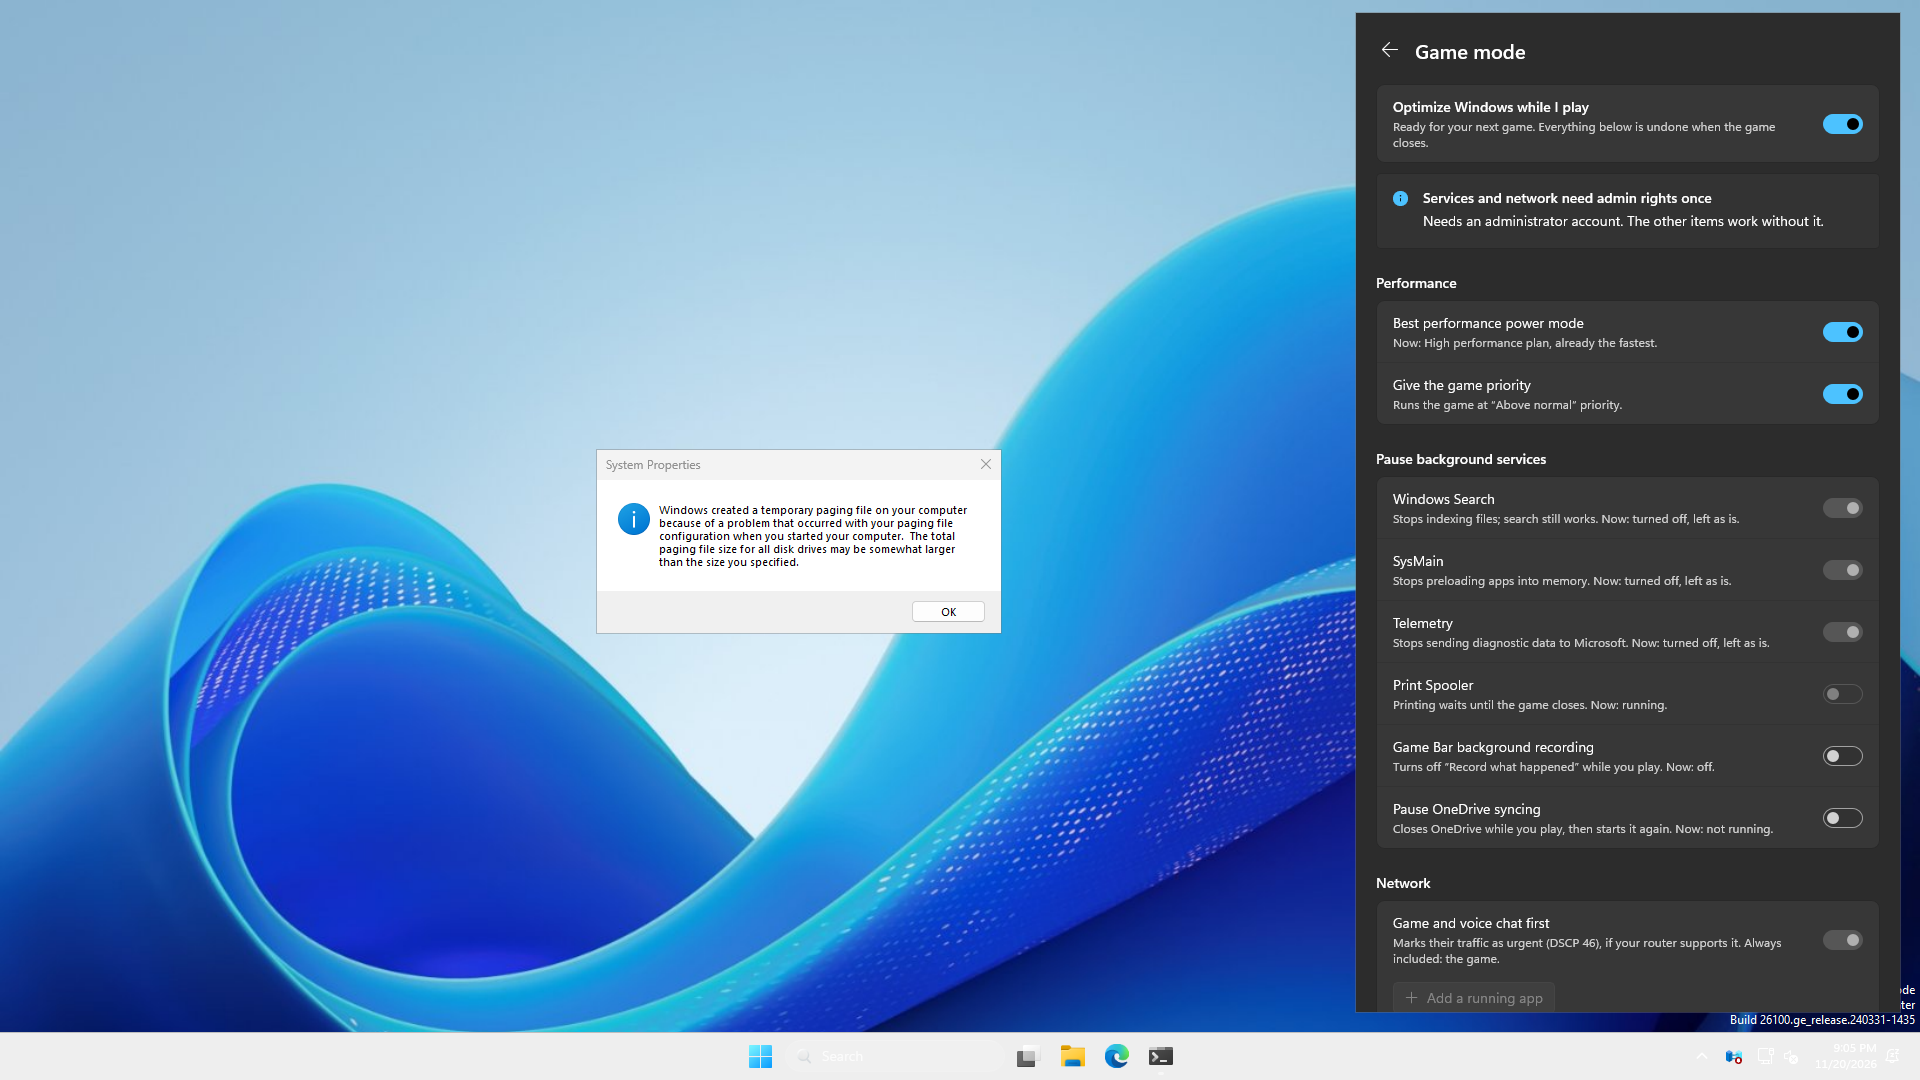 Game mode
Optimize Windows while I play
Ready for your next game. Everything below is undone when the game
closes.
Services and network need admin rights once
Needs an administrator account. The other items work without it.
Performance
Best performance power mode
Now: High performance plan, already the fastest.
Give the game priority
Runs the game at “Above normal” priority.
Pause background services
Windows Search
Stops indexing files; search still works. Now: turned off, left as is.
SysMain
Stops preloading apps into memory. Now: turned off, left as is.
Telemetry
Stops sending diagnostic data to Microsoft. Now: turned off, left as is.
Print Spooler
Printing waits until the game closes. Now: running.
Game Bar background recording
Turns off “Record what happened” while you play. Now: off.
Pause OneDrive syncing
Closes OneDrive while you play, then starts it again. Now: not running.
Network
Game and voice chat first
Marks their traffic as urgent (DSCP 46), if your router supports it. Always
included: the game.
Add a running app
System Properties
Windows created a temporary paging file on your computer
because of a problem that occurred with your paging file
configuration when you started your computer.  The total
paging file size for all disk drives may be somewhat larger
than the size you specified.
OK
Build 26100.ge_release.240331-1435
Search
9:05 PM
11/20/2026